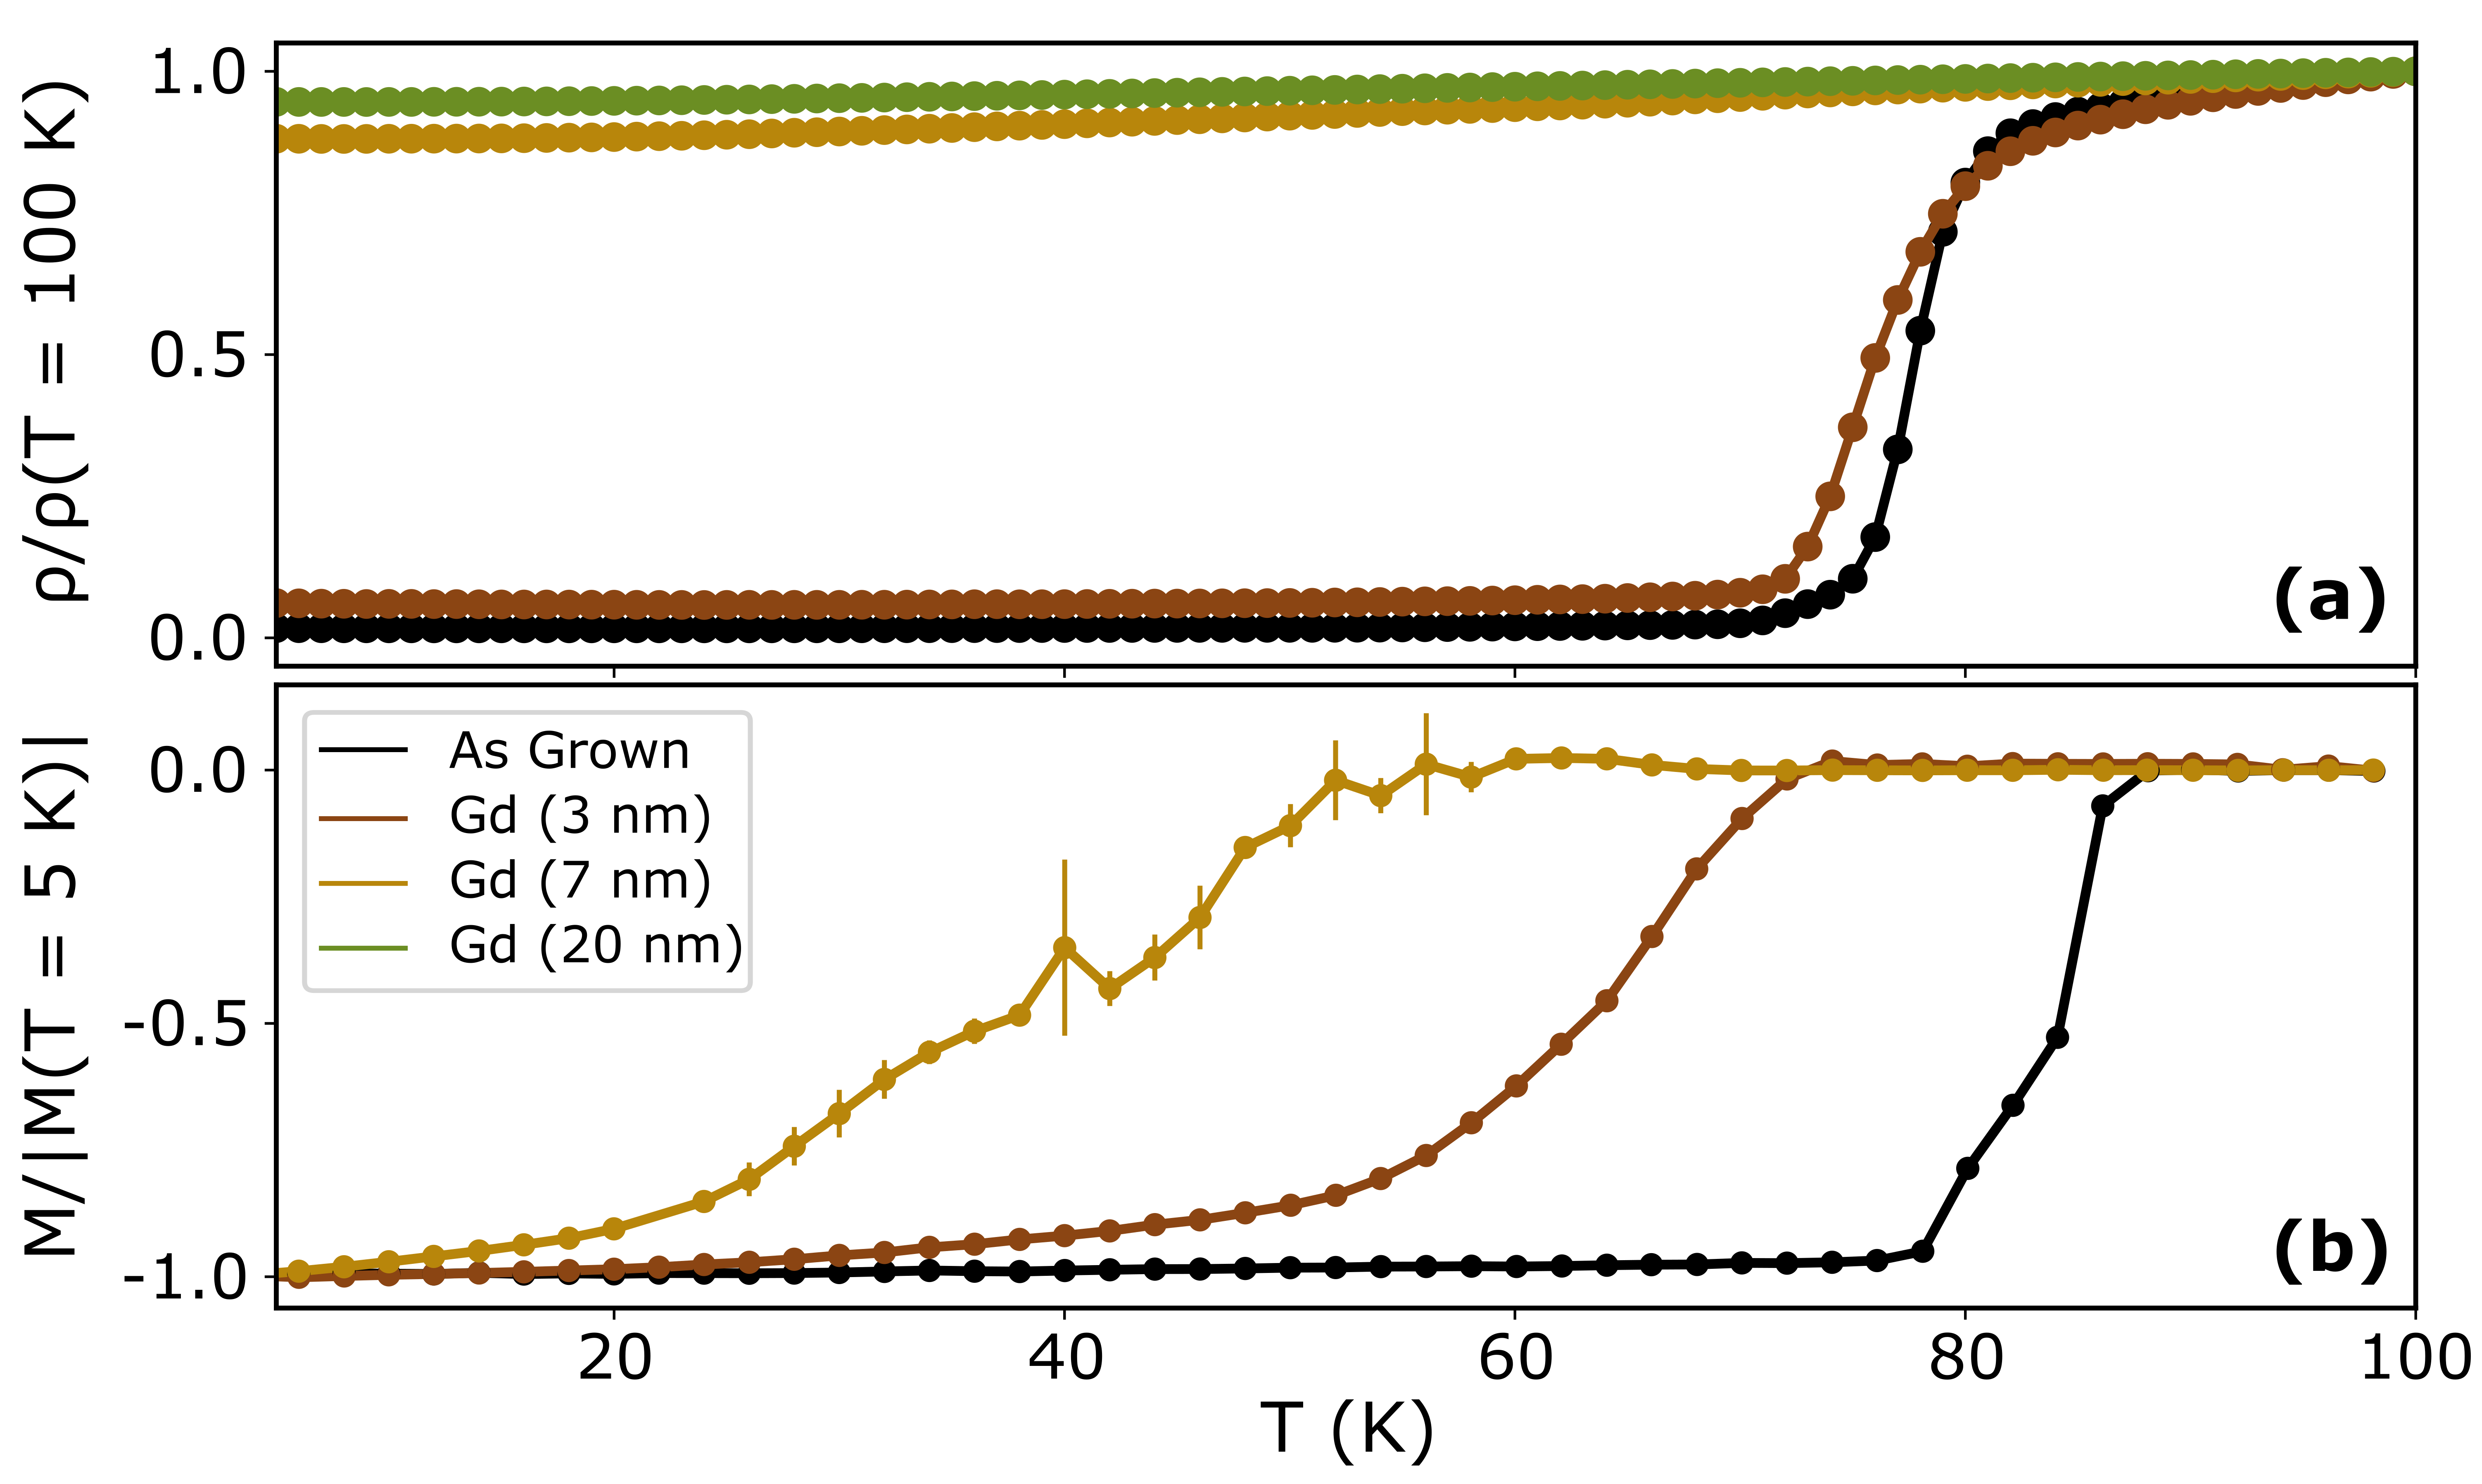 1.0
0.5
0.0
ρ/ρ(T = 100 K)
(a)
0.0
-0.5
-1.0
M/|M(T = 5 K)|
As Grown
Gd (3 nm)
Gd (7 nm)
Gd (20 nm)
(b)
20 40 60 80 100
T (K)